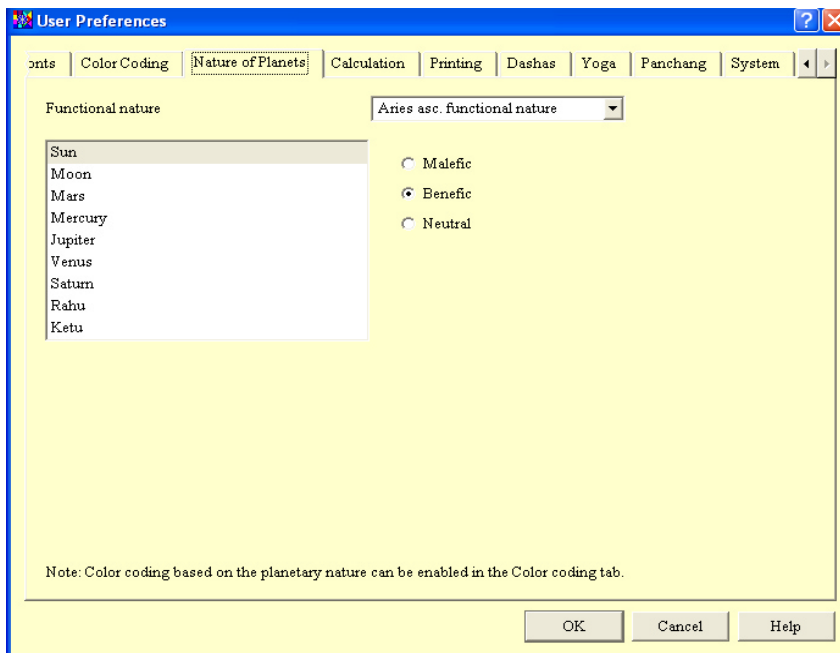 User Preferences
onts Color Coding Nature of Planets Calculation Printing Dashas Yoga Panchang System
Functional nature Aries asc. functional nature
Sun
Moon
Mars
Mercury
Jupiter
Venus
Saturn
Rahu
Ketu
Malefic
Benefic
Neutral
Note: Color coding based on the planetary nature can be enabled in the Color coding tab.
OK Cancel Help